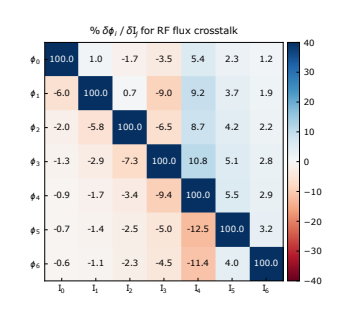 % δϕᵢ / δIⱼ for RF flux crosstalk
ϕ₀ 100.0 1.0 -1.7 -3.5 5.4 2.3 1.2
ϕ₁ -6.0 100.0 0.7 -9.0 9.2 3.7 1.9
ϕ₂ -2.0 -5.8 100.0 -6.5 8.7 4.2 2.2
ϕ₃ -1.3 -2.9 -7.3 100.0 10.8 5.1 2.8
ϕ₄ -0.9 -1.7 -3.4 -9.4 100.0 5.5 2.9
ϕ₅ -0.7 -1.4 -2.5 -5.0 -12.5 100.0 3.2
ϕ₆ -0.6 -1.1 -2.3 -4.5 -11.4 4.0 100.0
I₀ I₁ I₂ I₃ I₄ I₅ I₆
40
30
20
10
0
−10
−20
−30
−40